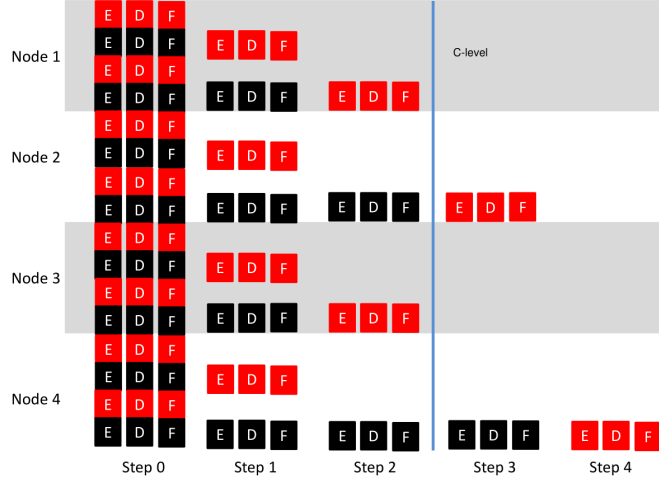 E D F
Node 1 E D F E D F
E D F C-level
E D F E D F E D F
E D F
Node 2 E D F E D F
E D F
E D F E D F E D F E D F
E D F
Node 3 E D F E D F
E D F
E D F E D F E D F
E D F
Node 4 E D F E D F
E D F
E D F E D F E D F E D F E D F
Step 0 Step 1 Step 2 Step 3 Step 4